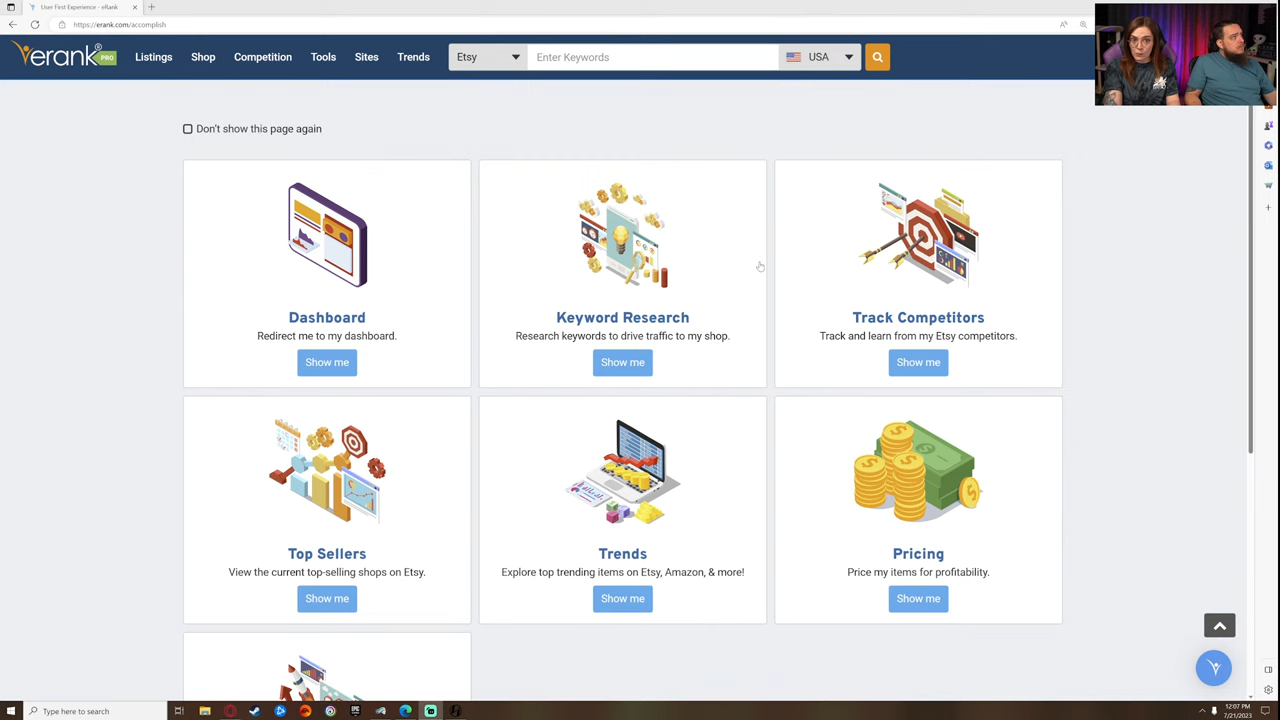 User First Experience - eRank
https://erank.com/accomplish
erank® PRO
Listings
Shop
Competition
Tools
Sites
Trends
Etsy
Enter Keywords
USA
Don't show this page again
Dashboard
Redirect me to my dashboard.
Show me
Keyword Research
Research keywords to drive traffic to my shop.
Show me
Track Competitors
Track and learn from my Etsy competitors.
Show me
Top Sellers
View the current top-selling shops on Etsy.
Show me
Trends
Explore top trending items on Etsy, Amazon, & more!
Show me
Pricing
Price my items for profitability.
Show me
Type here to search
12:07 PM
7/21/2023